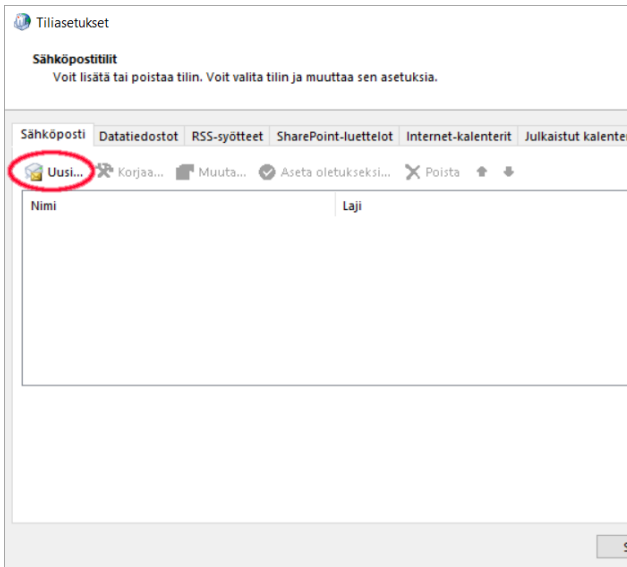 Tiliasetukset
Sähköpostitilit
Voit lisätä tai poistaa tilin. Voit valita tilin ja muuttaa sen asetuksia.
Sähköposti Datatiedostot RSS-syötteet SharePoint-luettelot Internet-kalenterit Julkaistut
Uusi... Korjaa... Muuta... Aseta oletukseksi... Poista
Nimi Laji